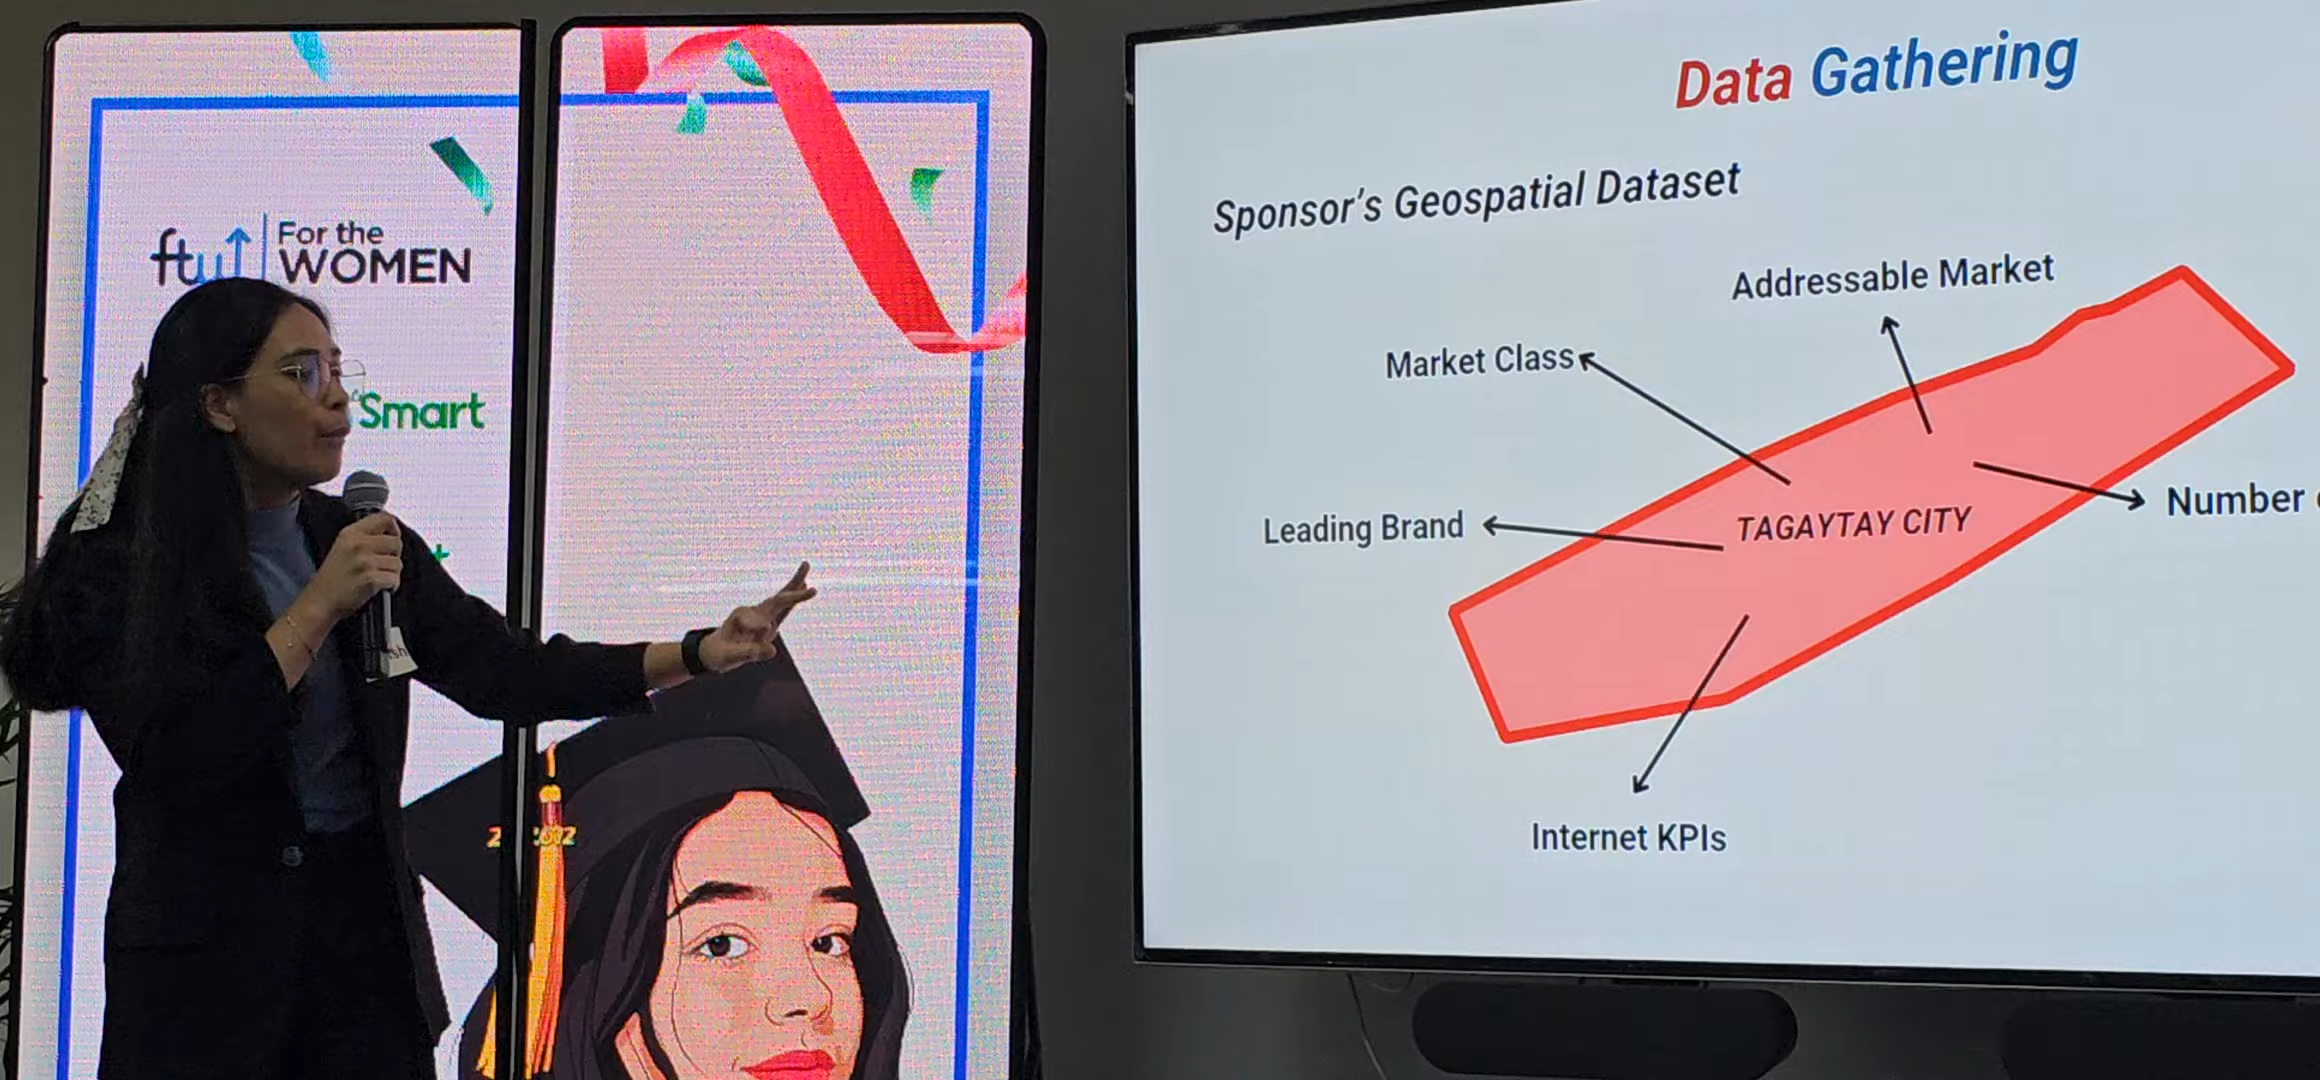 ftw
For the
WOMEN
Smart
Data Gathering
Sponsor's Geospatial Dataset
Addressable Market
Market Class
Leading Brand
TAGAYTAY CITY
Number
Internet KPIs